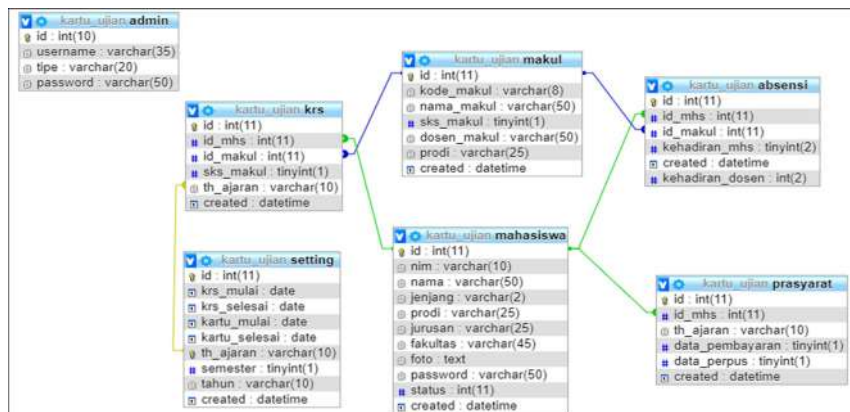 kartu_ujian admin
id : int(10)
username : varchar(35)
tipe : varchar(20)
password : varchar(50)
kartu_ujian krs
id : int(11)
id_mhs : int(11)
id_makul : int(11)
sks_makul : tinyint(1)
th_ajaran : varchar(10)
created : datetime
kartu_ujian setting
id : int(11)
krs_mulai : date
krs_selesai : date
kartu_mulai : date
kartu_selesai : date
th_ajaran : varchar(10)
semester : tinyint(1)
tahun : varchar(10)
created : datetime
kartu_ujian makul
id : int(11)
kode_makul : varchar(8)
nama_makul : varchar(50)
sks_makul : tinyint(1)
dosen_makul : varchar(50)
prodi : varchar(25)
created : datetime
kartu_ujian mahasiswa
id : int(11)
nim : varchar(10)
nama : varchar(50)
jenjang : varchar(2)
prodi : varchar(25)
jurusan : varchar(25)
fakultas : varchar(45)
foto : text
password : varchar(50)
status : int(11)
created : datetime
kartu_ujian absensi
id : int(11)
id_mhs : int(11)
id_makul : int(11)
kehadiran_mhs : tinyint(2)
created : datetime
kehadiran_dosen : int(2)
kartu_ujian prasyarat
id : int(11)
id_mhs : int(11)
th_ajaran : varchar(10)
data_pembayaran : tinyint(1)
data_perpus : tinyint(1)
created : datetime